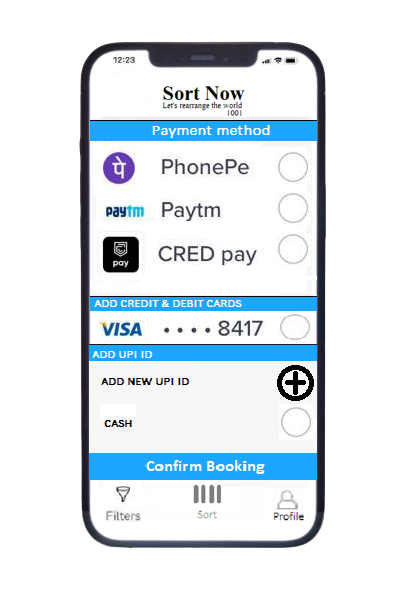 12:23
Sort Now
Let's rearrange the world
1001
Payment method
पे PhonePe
paytm Paytm
pay CRED pay
ADD CREDIT & DEBIT CARDS
VISA • • • • 8417
ADD UPI ID
ADD NEW UPI ID
CASH
Confirm Booking
Filters Sort Profile